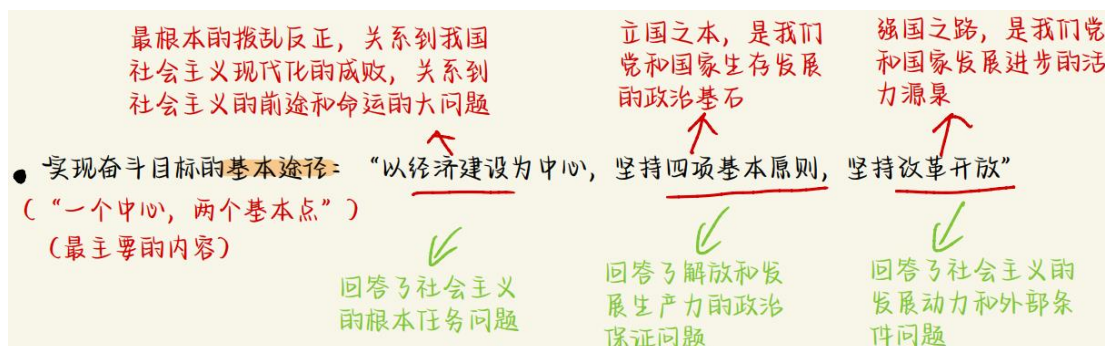 最根本的拨乱反正，关系到我国
社会主义现代化的成败，关系到
社会主义的前途和命运的大问题
立国之本，是我们
党和国家生存发展
的政治基石
强国之路，是我们党
和国家发展进步的活
力源泉
• 实现奋斗目标的基本途径：“以经济建设为中心，坚持四项基本原则，坚持改革开放”
（“一个中心，两个基本点”）
（最主要的内容）
回答了社会主义
的根本任务问题
回答了解放和发
展生产力的政治
保证问题
回答了社会主义的
发展动力和外部条
件问题